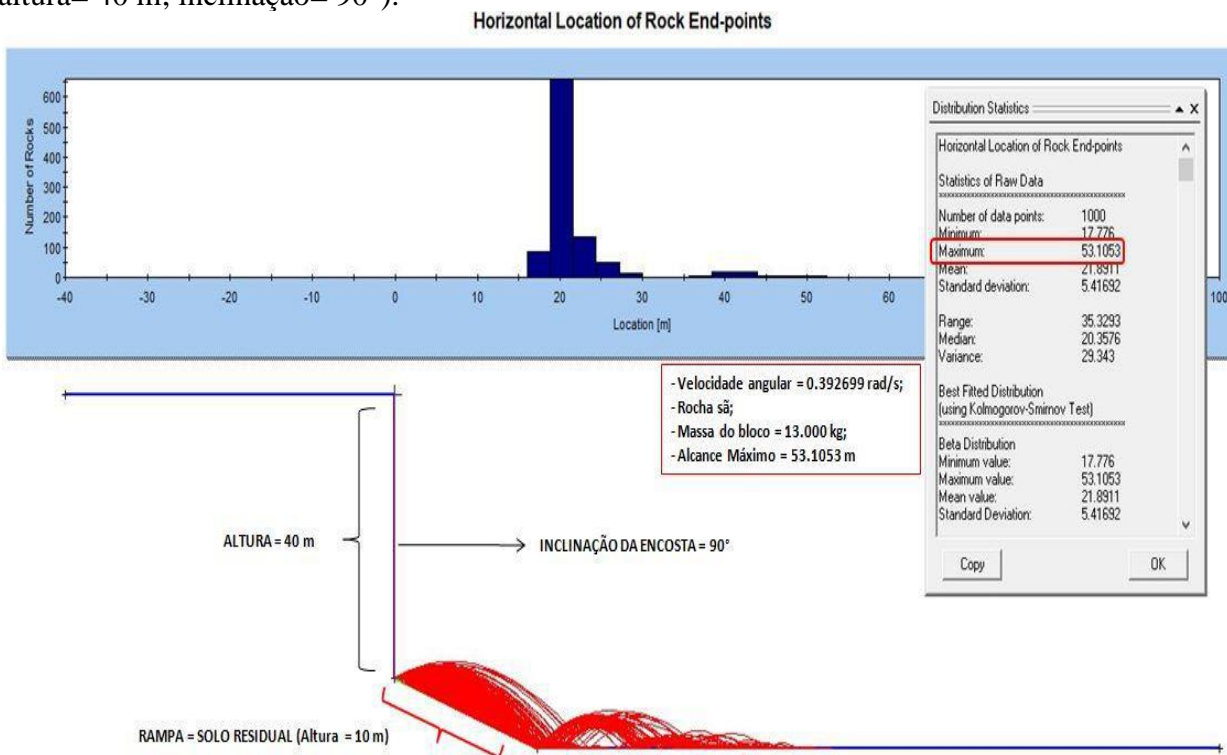 altura= 40 m, inclinação= 90°).
Horizontal Location of Rock End-points
Number of Rocks
600
500
400
300
200
100
0
-40
-30
-20
-10
0
10
20
30
40
50
60
100
Location [m]
Distribution Statistics
Horizontal Location of Rock End-points
Statistics of Raw Data
Number of data points: 1000
Minimum: 17.776
Maximum: 53.1053
Mean: 21.8911
Standard deviation: 5.41692
Range: 35.3293
Median: 20.3576
Variance: 29.343
Best Fitted Distribution
(using Kolmogorov-Smirnov Test)
Beta Distribution
Minimum value: 17.776
Maximum value: 53.1053
Mean value: 21.8911
Standard Deviation: 5.41692
Copy
OK
- Velocidade angular = 0.392699 rad/s;
- Rocha sã;
- Massa do bloco = 13.000 kg;
- Alcance Máximo = 53.1053 m
ALTURA = 40 m
INCLINAÇÃO DA ENCOSTA = 90°
RAMPA = SOLO RESIDUAL (Altura = 10 m)